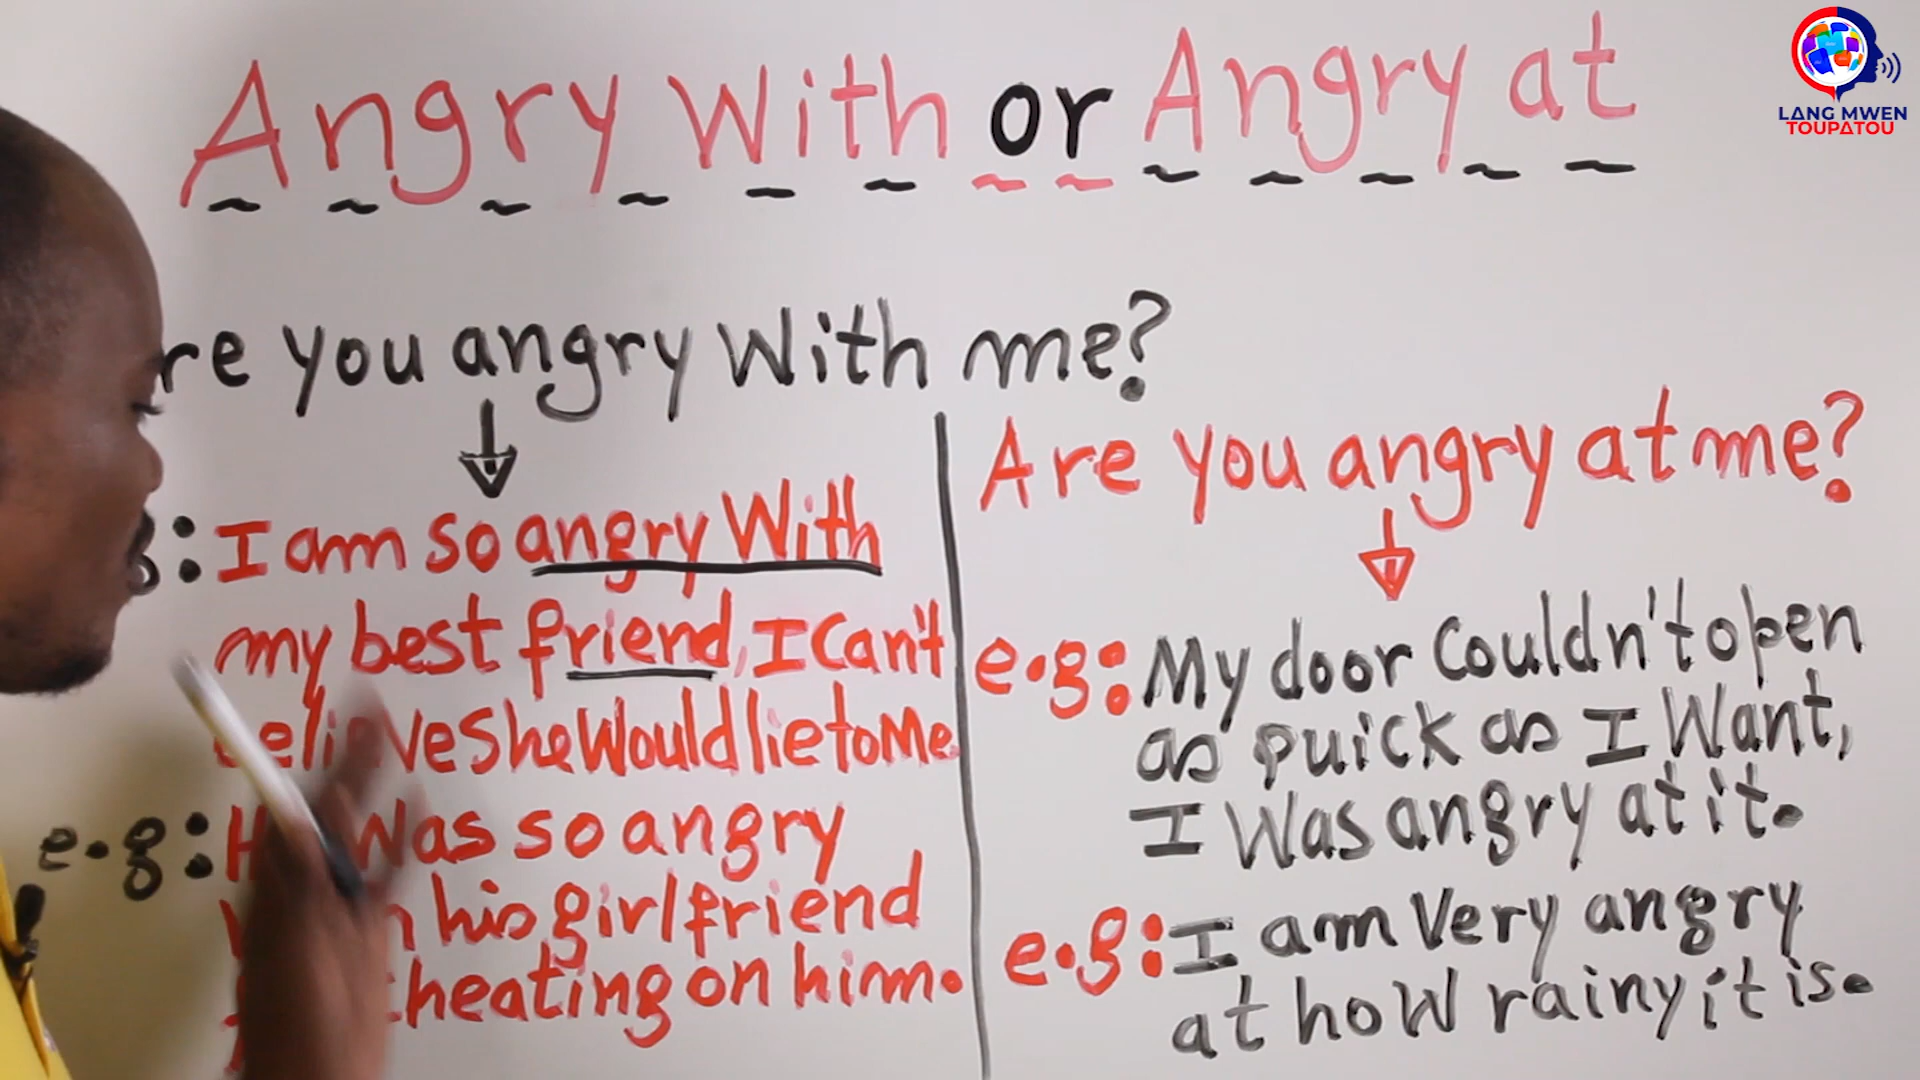 Angry With or Angry at
LANG MWEN
TOUPATOU
re you angry With me?
Are you angry at me?
: I am so angry With
my best friend, I Can't
believe She Would lie to Me.
e.g: He Was so angry
his girlfriend
cheating on him.
e.g: My door Couldn't open
as puick as I Want,
I Was angry at it.
e.g: I am Very angry
at how rainy it is.